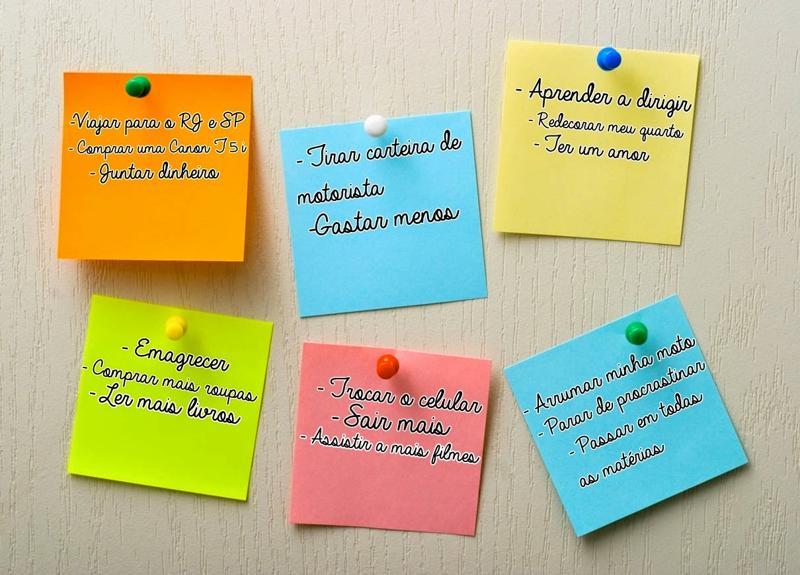 -Viajar para o RJ e SP
- Comprar uma Canon T5i
- Juntar dinheiro
- Tirar carteira de
motorista
-Gastar menos
- Aprender a dirigir
- Redecorar meu quarto
- Ter um amor
- Emagrecer
- Comprar mais roupas
- Ler mais livros
- Trocar o celular
- Sair mais
- Assistir a mais filmes
- Arrumar minha moto
- Parar de procrastinar
- Passar em todas
as matérias